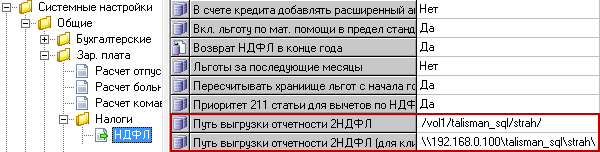 Системные настройки
Общие
Бухгалтерские
Зар. плата
Расчет отпус
Расчет больн
Расчет кома
Налоги
НДФЛ
В счете кредита добавлять расширенный а Нет
Вкл. льготу по мат. помощи в предел станд Да
Возврат НДФЛ в конце года Да
Льготы за последующие месяцы Нет
Пересчитывать хранилище льгот с начала го Да
Приоритет 211 статьи для вычетов по НДФ Да
Путь выгрузки отчетности 2НДФЛ /vol1/talisman_sql/strah/
Путь выгрузки отчетности 2НДФЛ (для кли \\192.168.0.100\talisman_sql\strah\